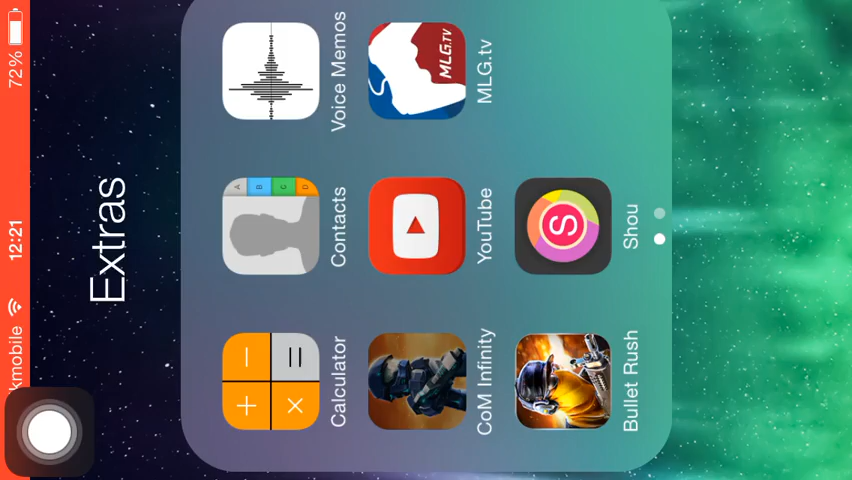 kmobile 12:21 72%
Extras
A B C D
Calculator Contacts Voice Memos
MLG.TV
CoM Infinity YouTube MLG.tv
S
Bullet Rush Shou